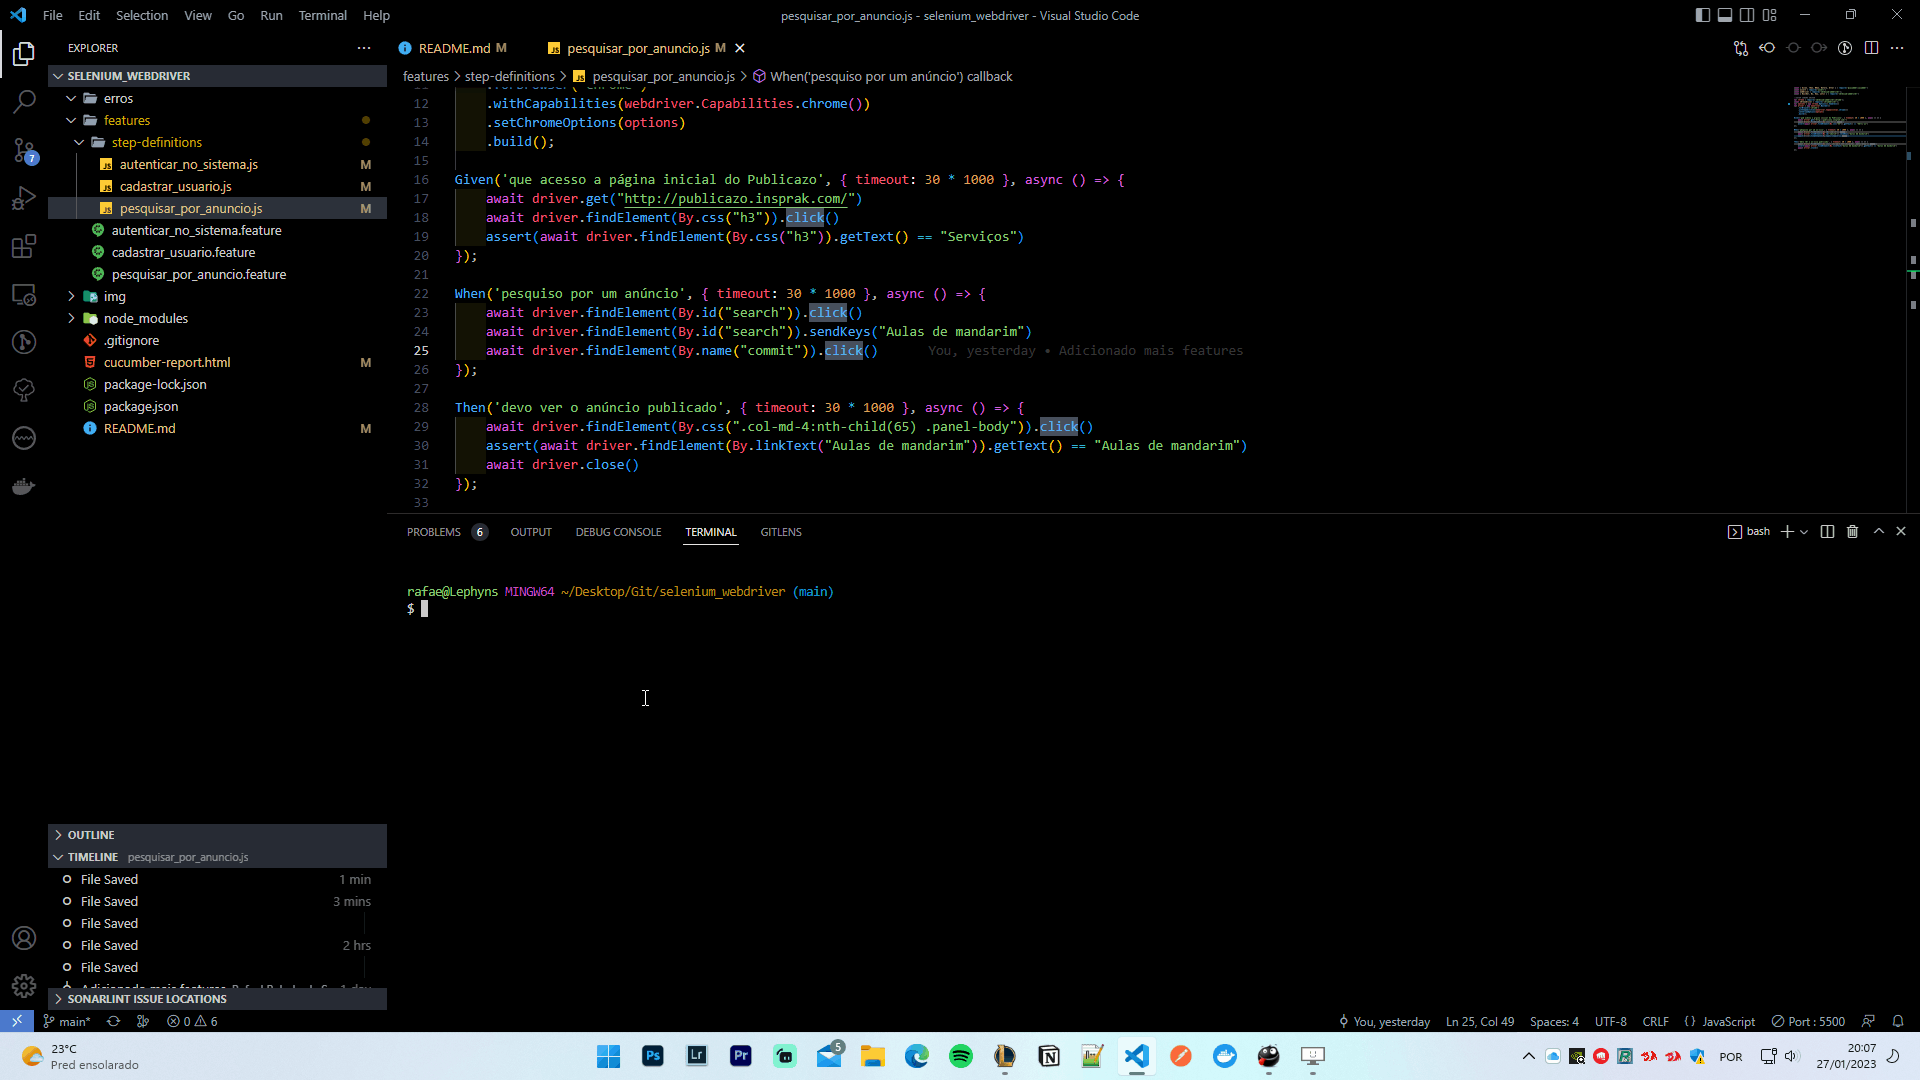 File Edit Selection View Go Run Terminal Help
pesquisar_por_anuncio.js - selenium_webdriver - Visual Studio Code
EXPLORER
SELENIUM_WEBDRIVER
erros
features
step-definitions
autenticar_no_sistema.js M
cadastrar_usuario.js M
pesquisar_por_anuncio.js M
autenticar_no_sistema.feature
cadastrar_usuario.feature
pesquisar_por_anuncio.feature
img
node_modules
.gitignore
cucumber-report.html M
package-lock.json
package.json
README.md M
7
OUTLINE
TIMELINE pesquisar_por_anuncio.js
File Saved 1 min
File Saved 3 mins
File Saved
File Saved 2 hrs
File Saved
Adicionado mais features
SONARLINT ISSUE LOCATIONS
README.md M
pesquisar_por_anuncio.js M
features > step-definitions > pesquisar_por_anuncio.js > When('pesquiso por um anúncio') callback
12 .withCapabilities(webdriver.Capabilities.chrome())
13 .setChromeOptions(options)
14 .build();
15
16 Given('que acesso a página inicial do Publicazo', { timeout: 30 * 1000 }, async () => {
17 await driver.get("http://publicazo.insprak.com/")
18 await driver.findElement(By.css("h3")).click()
19 assert(await driver.findElement(By.css("h3")).getText() == "Serviços")
20 });
21
22 When('pesquiso por um anúncio', { timeout: 30 * 1000 }, async () => {
23 await driver.findElement(By.id("search")).click()
24 await driver.findElement(By.id("search")).sendKeys("Aulas de mandarim")
25 await driver.findElement(By.name("commit")).click() You, yesterday • Adicionado mais features
26 });
27
28 Then('devo ver o anúncio publicado', { timeout: 30 * 1000 }, async () => {
29 await driver.findElement(By.css(".col-md-4:nth-child(65) .panel-body")).click()
30 assert(await driver.findElement(By.linkText("Aulas de mandarim")).getText() == "Aulas de mandarim")
31 await driver.close()
32 });
33
PROBLEMS 6 OUTPUT DEBUG CONSOLE TERMINAL GITLENS
bash
rafae@Lephyns MINGW64 ~/Desktop/Git/selenium_webdriver (main)
$
main* 0 6
You, yesterday Ln 25, Col 49 Spaces: 4 UTF-8 CRLF {} JavaScript Port : 5500
23°C
Pred ensolarado
Ps Lr Pr 5
POR
20:07
27/01/2023